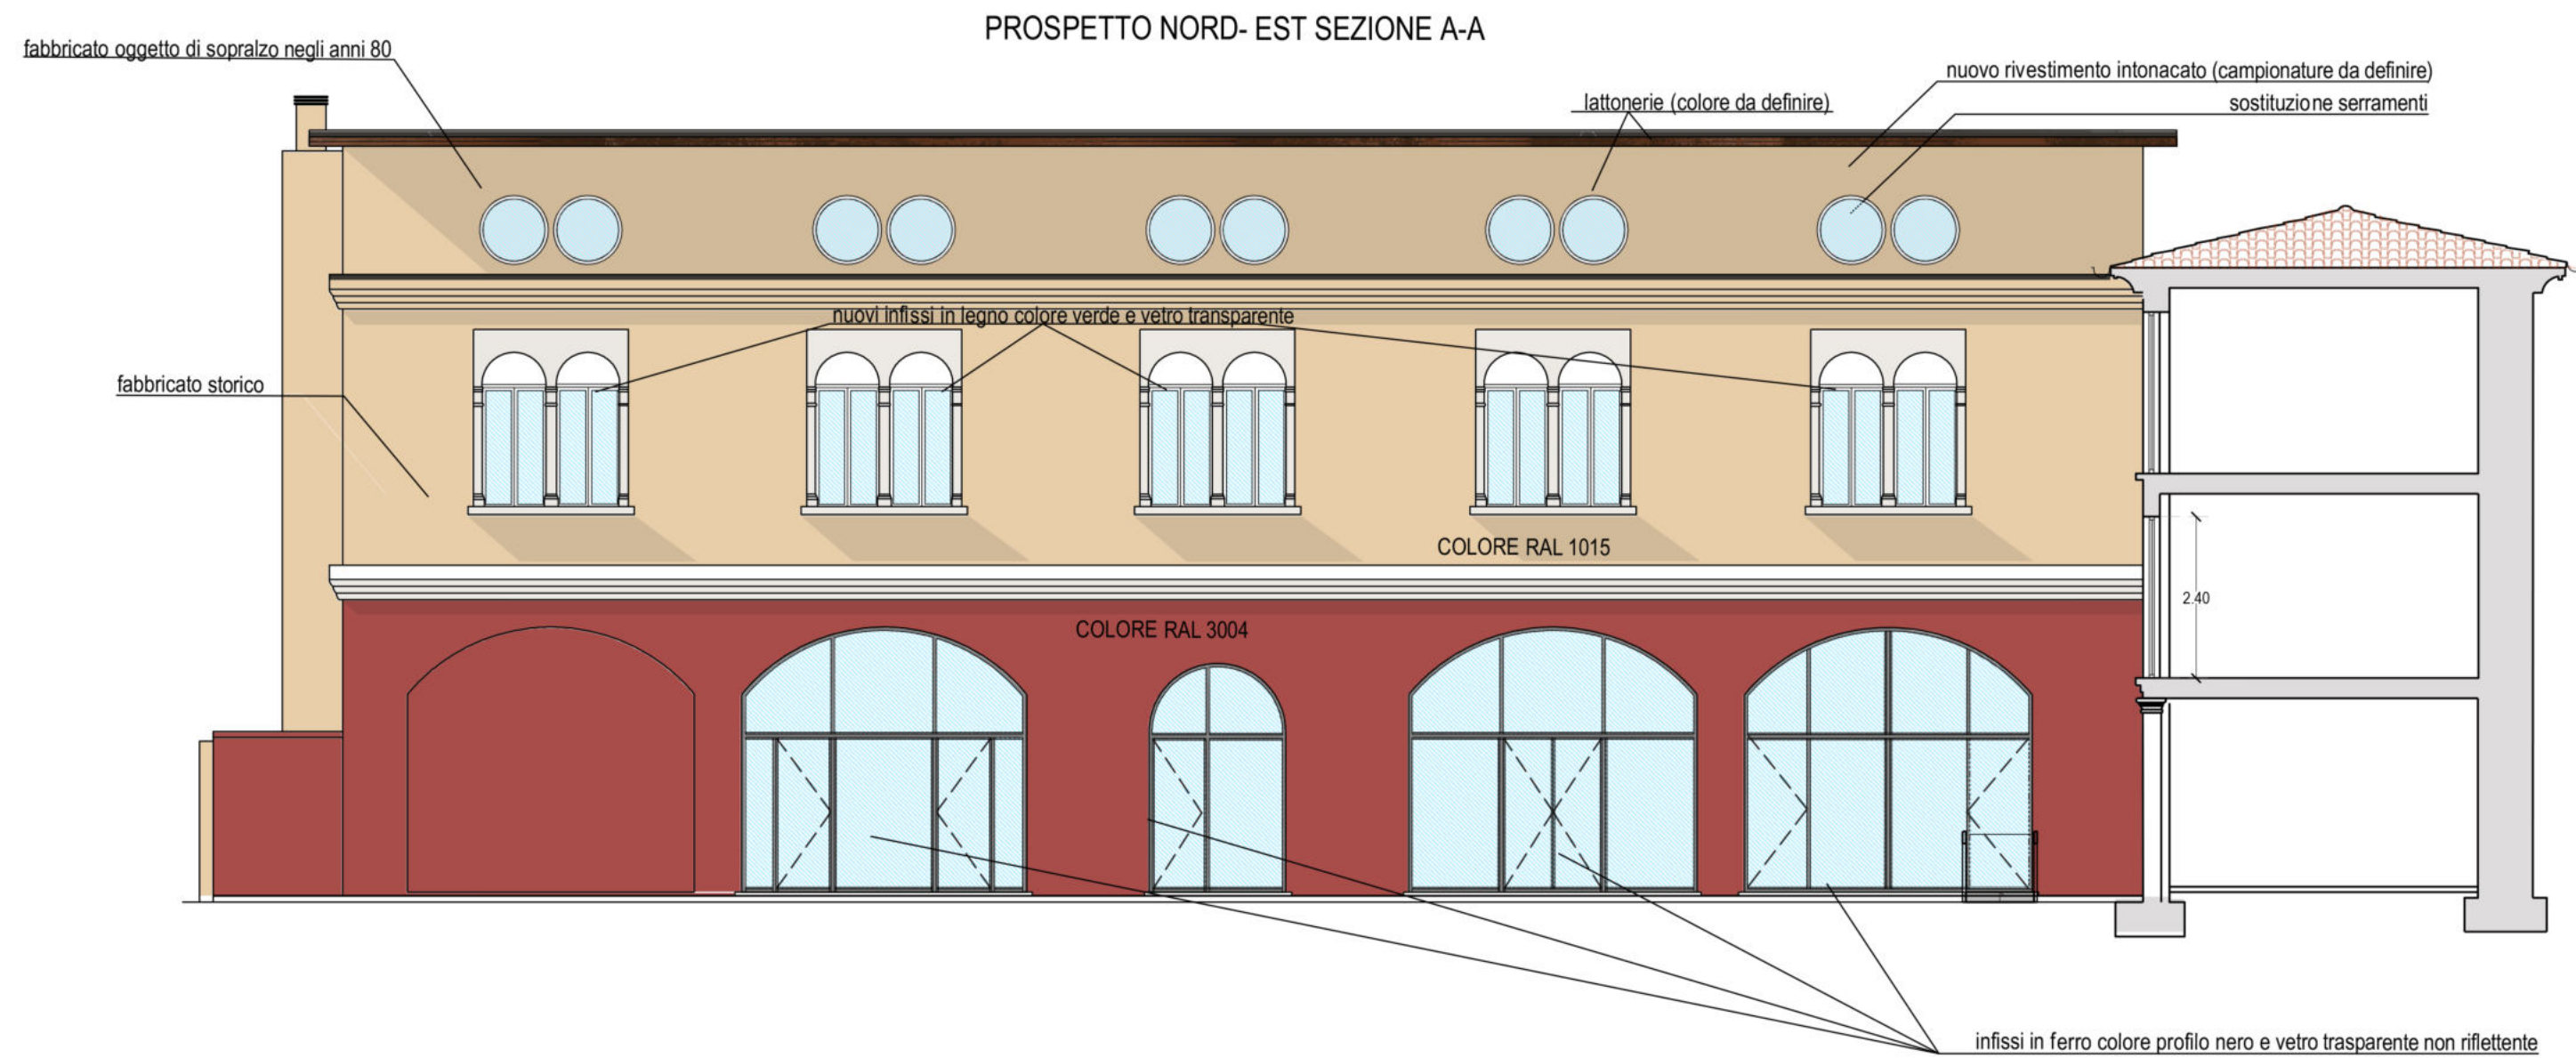 PROSPETTO NORD- EST SEZIONE A-A
fabbricato oggetto di sopralzo negli anni 80
nuovo rivestimento intonacato (campionature da definire)
lattonerie (colore da definire)
sostituzione serramenti
nuovi infissi in legno colore verde e vetro transparente
fabbricato storico
COLORE RAL 1015
2.40
COLORE RAL 3004
infissi in ferro colore profilo nero e vetro trasparente non riflettente